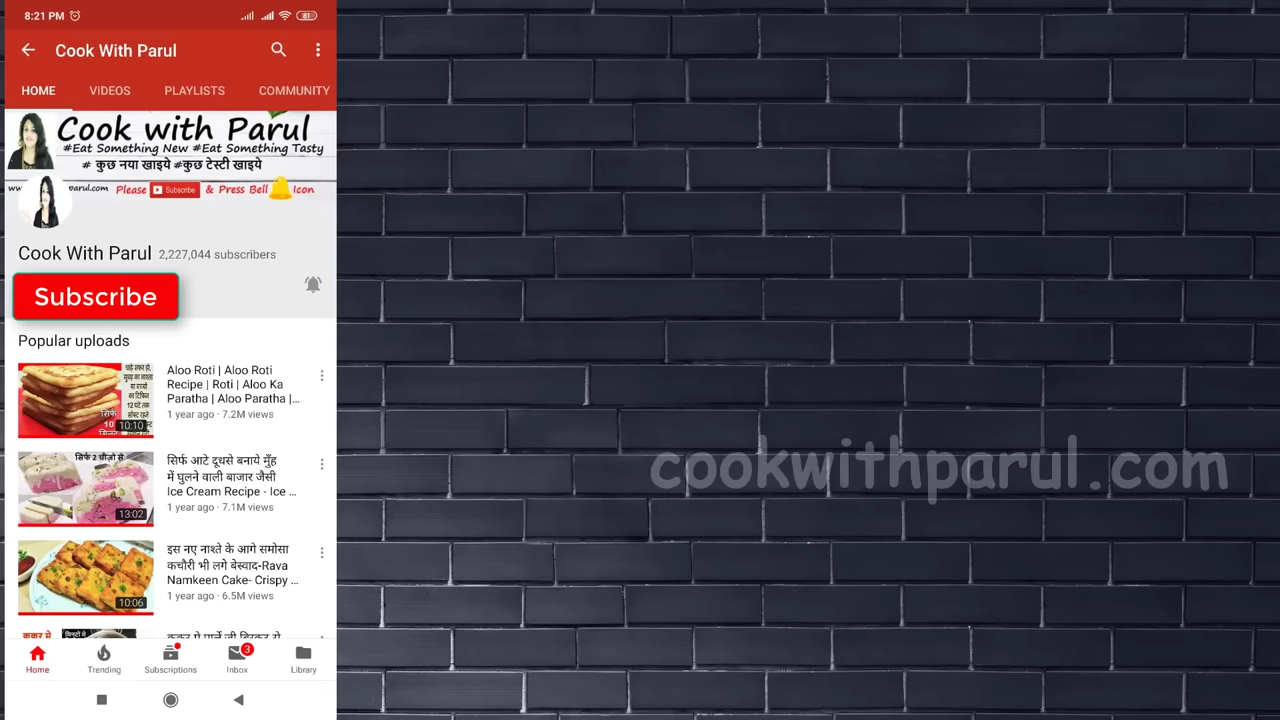 8:21 PM
81
Cook With Parul
HOME VIDEOS PLAYLISTS COMMUNITY
Cook with Parul
#Eat Something New #Eat Something Tasty
# कुछ नया खाइये #कुछ टेस्टी खाइये
parul.com Please Subscribe & Press Bell Icon
Cook With Parul 2,227,044 subscribers
Subscribe
Popular uploads
Aloo Roti | Aloo Roti
Recipe | Roti | Aloo Ka
Paratha | Aloo Paratha |...
1 year ago · 7.2M views
सिर्फ
10
10:10
सिर्फ आटे दूधसे बनाये मुँह
में घुलने वाली बाजार जैसी
Ice Cream Recipe - Ice ...
1 year ago · 7.1M views
सिर्फ 2 चीज़ो से
13:02
इस नए नाश्ते के आगे समोसा
कचौरी भी लगे बेस्वाद-Rava
Namkeen Cake- Crispy ...
1 year ago · 6.5M views
10:06
cookwithparul.com
Home Trending Subscriptions Inbox Library
3